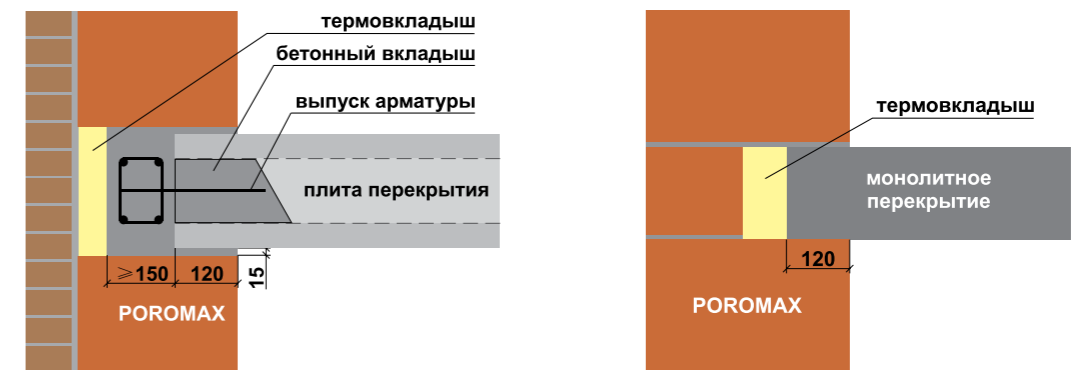 термовкладыш
бетонный вкладыш
выпуск арматуры
плита перекрытия
⩾150
120
15
POROMAX
термовкладыш
монолитное
перекрытие
120
POROMAX